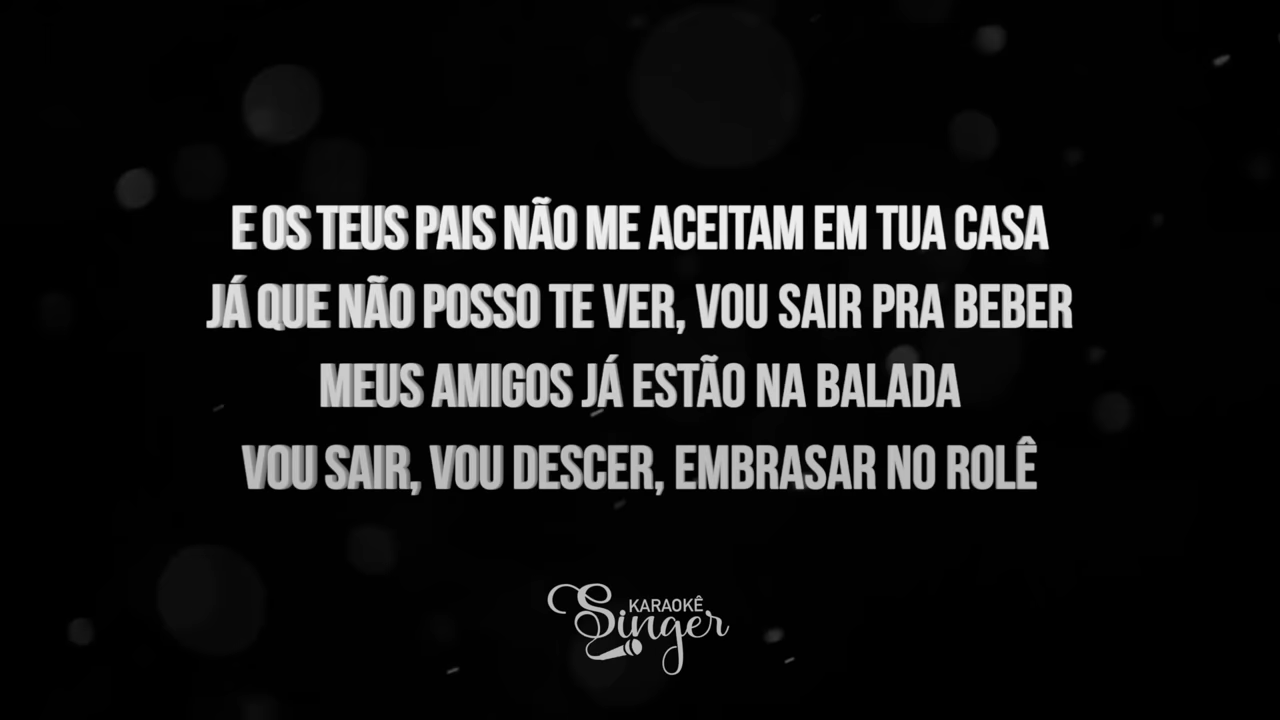 E OS TEUS PAIS NÃO ME ACEITAM EM TUA CASA
JÁ QUE NÃO POSSO TE VER, VOU SAIR PRA BEBER
MEUS AMIGOS JÁ ESTÃO NA BALADA
VOU SAIR, VOU DESCER, EMBRASAR NO ROLÊ
KARAOKÊ
Singer